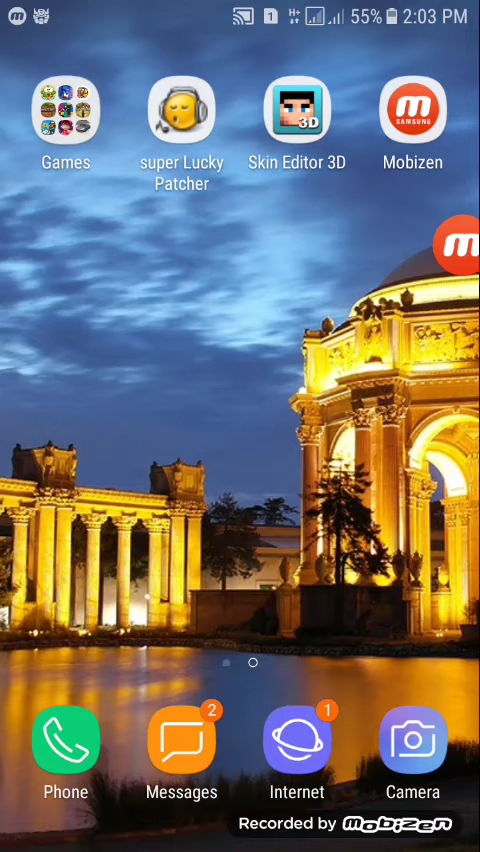 1 H+ 55% 2:03 PM
3D
SAMSUNG
Games
super Lucky
Patcher
Skin Editor 3D
Mobizen
2
1
Phone
Messages
Internet
Camera
Recorded by mobizen